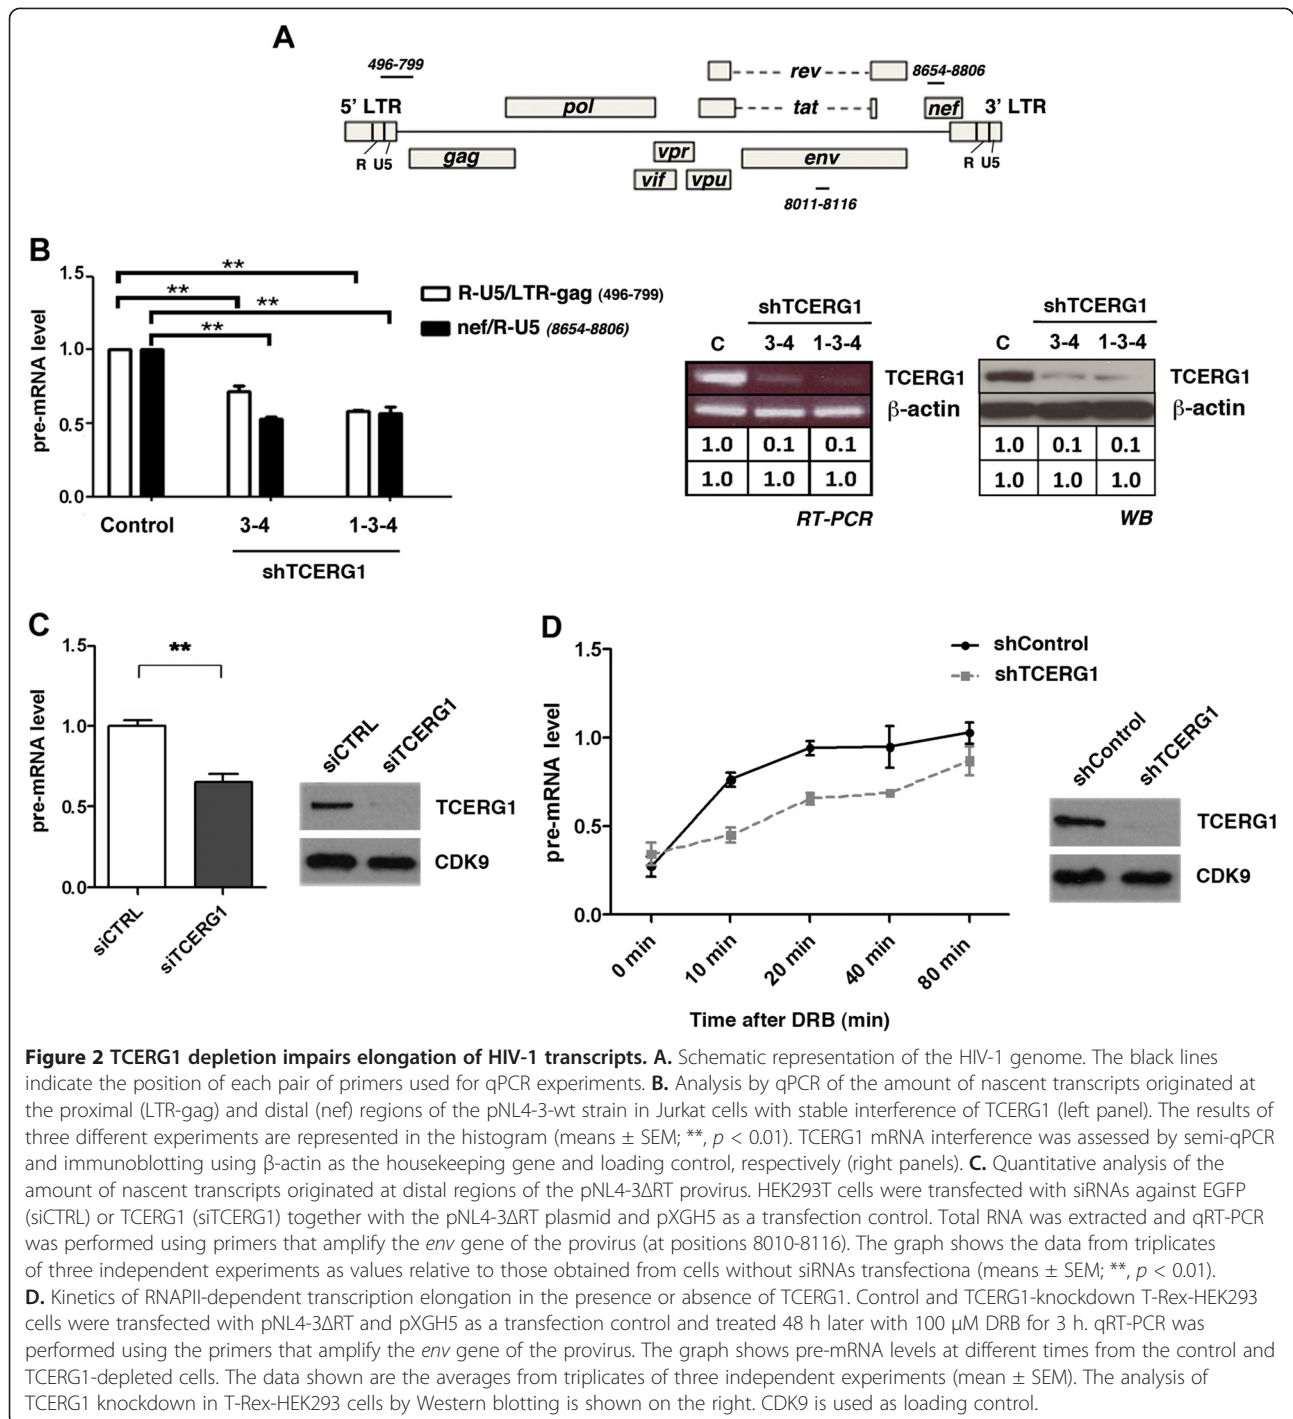 A
496-799
rev
8654-8806
5' LTR
pol
tat
nef
3' LTR
R U5
gag
vpr
env
R U5
vif
vpu
8011-8116
B
1.5
1.0
0.5
0.0
pre-mRNA level
**
**
**
**
R-U5/LTR-gag (496-799)
nef/R-U5 (8654-8806)
Control
3-4
1-3-4
shTCERG1
shTCERG1
C 3-4 1-3-4
TCERG1
β-actin
1.0 0.1 0.1
1.0 1.0 1.0
RT-PCR
shTCERG1
C 3-4 1-3-4
TCERG1
β-actin
1.0 0.1 0.1
1.0 1.0 1.0
WB
C
1.5
1.0
0.5
0.0
pre-mRNA level
**
siCTRL
siTCERG1
siCTRL
siTCERG1
TCERG1
CDK9
D
1.5
1.0
0.5
0.0
pre-mRNA level
shControl
shTCERG1
0 min
10 min
20 min
40 min
80 min
Time after DRB (min)
shControl
shTCERG1
TCERG1
CDK9
Figure 2 TCERG1 depletion impairs elongation of HIV-1 transcripts. A. Schematic representation of the HIV-1 genome. The black lines
indicate the position of each pair of primers used for qPCR experiments. B. Analysis by qPCR of the amount of nascent transcripts originated at
the proximal (LTR-gag) and distal (nef) regions of the pNL4-3-wt strain in Jurkat cells with stable interference of TCERG1 (left panel). The results of
three different experiments are represented in the histogram (means ± SEM; **, p < 0.01). TCERG1 mRNA interference was assessed by semi-qPCR
and immunoblotting using β-actin as the housekeeping gene and loading control, respectively (right panels). C. Quantitative analysis of the
amount of nascent transcripts originated at distal regions of the pNL4-3ΔRT provirus. HEK293T cells were transfected with siRNAs against EGFP
(siCTRL) or TCERG1 (siTCERG1) together with the pNL4-3ΔRT plasmid and pXGH5 as a transfection control. Total RNA was extracted and qRT-PCR
was performed using primers that amplify the env gene of the provirus (at positions 8010-8116). The graph shows the data from triplicates
of three independent experiments as values relative to those obtained from cells without siRNAs transfectiona (means ± SEM; **, p < 0.01).
D. Kinetics of RNAPII-dependent transcription elongation in the presence or absence of TCERG1. Control and TCERG1-knockdown T-Rex-HEK293
cells were transfected with pNL4-3ΔRT and pXGH5 as a transfection control and treated 48 h later with 100 μM DRB for 3 h. qRT-PCR was
performed using the primers that amplify the env gene of the provirus. The graph shows pre-mRNA levels at different times from the control and
TCERG1-depleted cells. The data shown are the averages from triplicates of three independent experiments (mean ± SEM). The analysis of
TCERG1 knockdown in T-Rex-HEK293 cells by Western blotting is shown on the right. CDK9 is used as loading control.